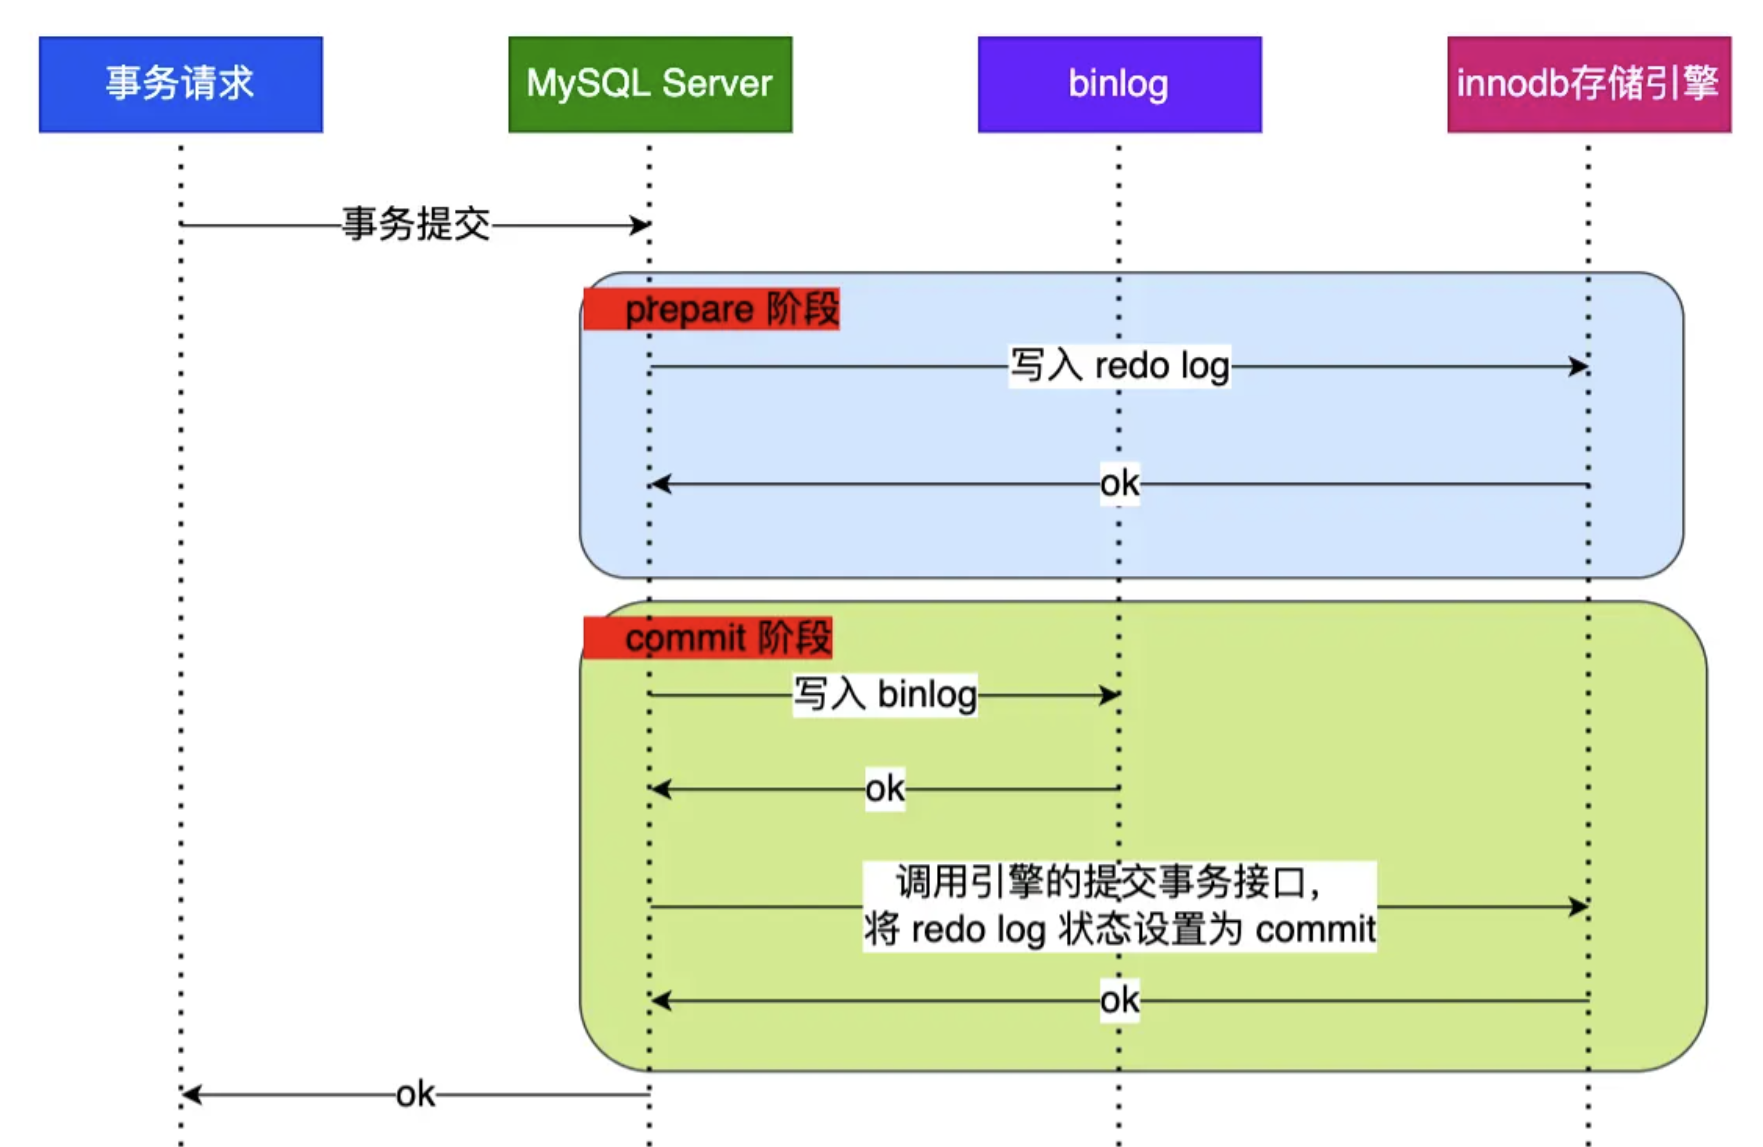 事务请求
MySQL Server
binlog
innodb存储引擎
事务提交
prepare 阶段
写入 redo log
ok
commit 阶段
写入 binlog
ok
调用引擎的提交事务接口，
将 redo log 状态设置为 commit
ok
ok